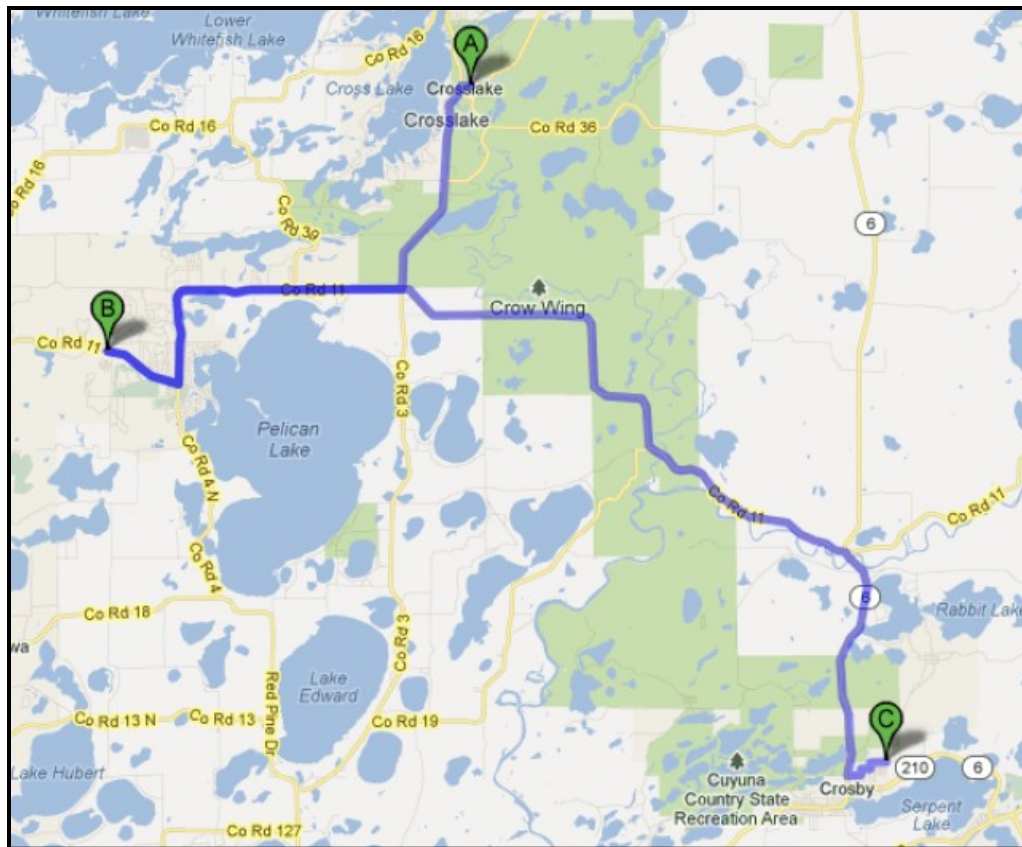 Whitefish Lake
Lower
Whitefish Lake
Co Rd 16
A
Cross Lake
Crosslake
Crosslake
Co Rd 16
Co Rd 36
Co Rd 16
Co Rd 39
6
Co Rd 11
Crow Wing
B
Co Rd 11
Co Rd 3
Pelican
Lake
Co Rd 4 N
Co Rd 11
Co Rd 11
Co Rd 4
6
Rabbit Lake
Co Rd 18
wa
Co Rd 3
Lake
Edward
Red Pine Dr
Co Rd 13 N
Co Rd 13
Co Rd 19
C
Lake Hubert
210
6
Cuyuna
Country State
Recreation Area
Crosby
Serpent
Lake
Co Rd 127